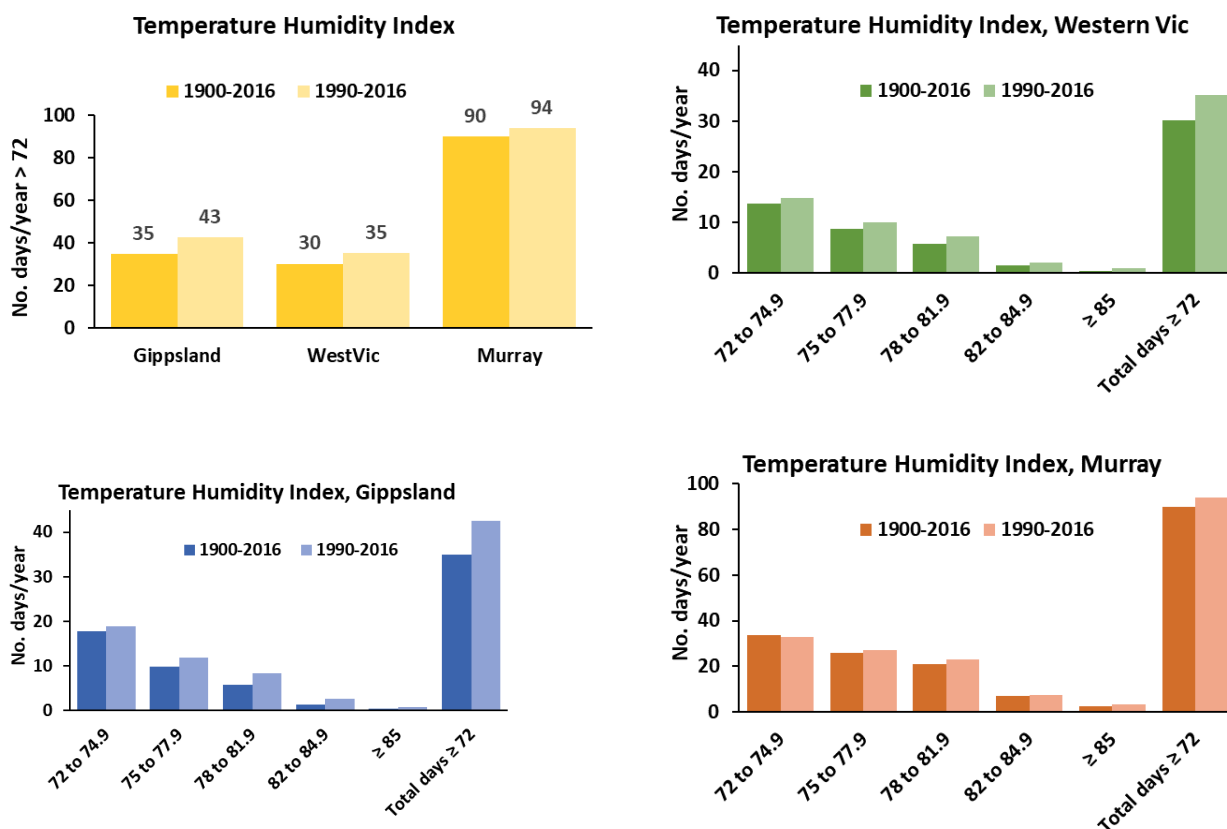 Temperature Humidity Index
1900-2016 1990-2016
No. days/year > 72
100
80
60
40
20
0
35 43 30 35 90 94
Gippsland WestVic Murray
Temperature Humidity Index, Western Vic
1900-2016 1990-2016
No. days/year
40
30
20
10
0
72 to 74.9
75 to 77.9
78 to 81.9
82 to 84.9
≥ 85
Total days ≥ 72
Temperature Humidity Index, Gippsland
1900-2016 1990-2016
No. days/year
40
30
20
10
0
72 to 74.9
75 to 77.9
78 to 81.9
82 to 84.9
≥ 85
Total days ≥ 72
Temperature Humidity Index, Murray
1900-2016 1990-2016
No. days/year
100
80
60
40
20
0
72 to 74.9
75 to 77.9
78 to 81.9
82 to 84.9
≥ 85
Total days ≥ 72